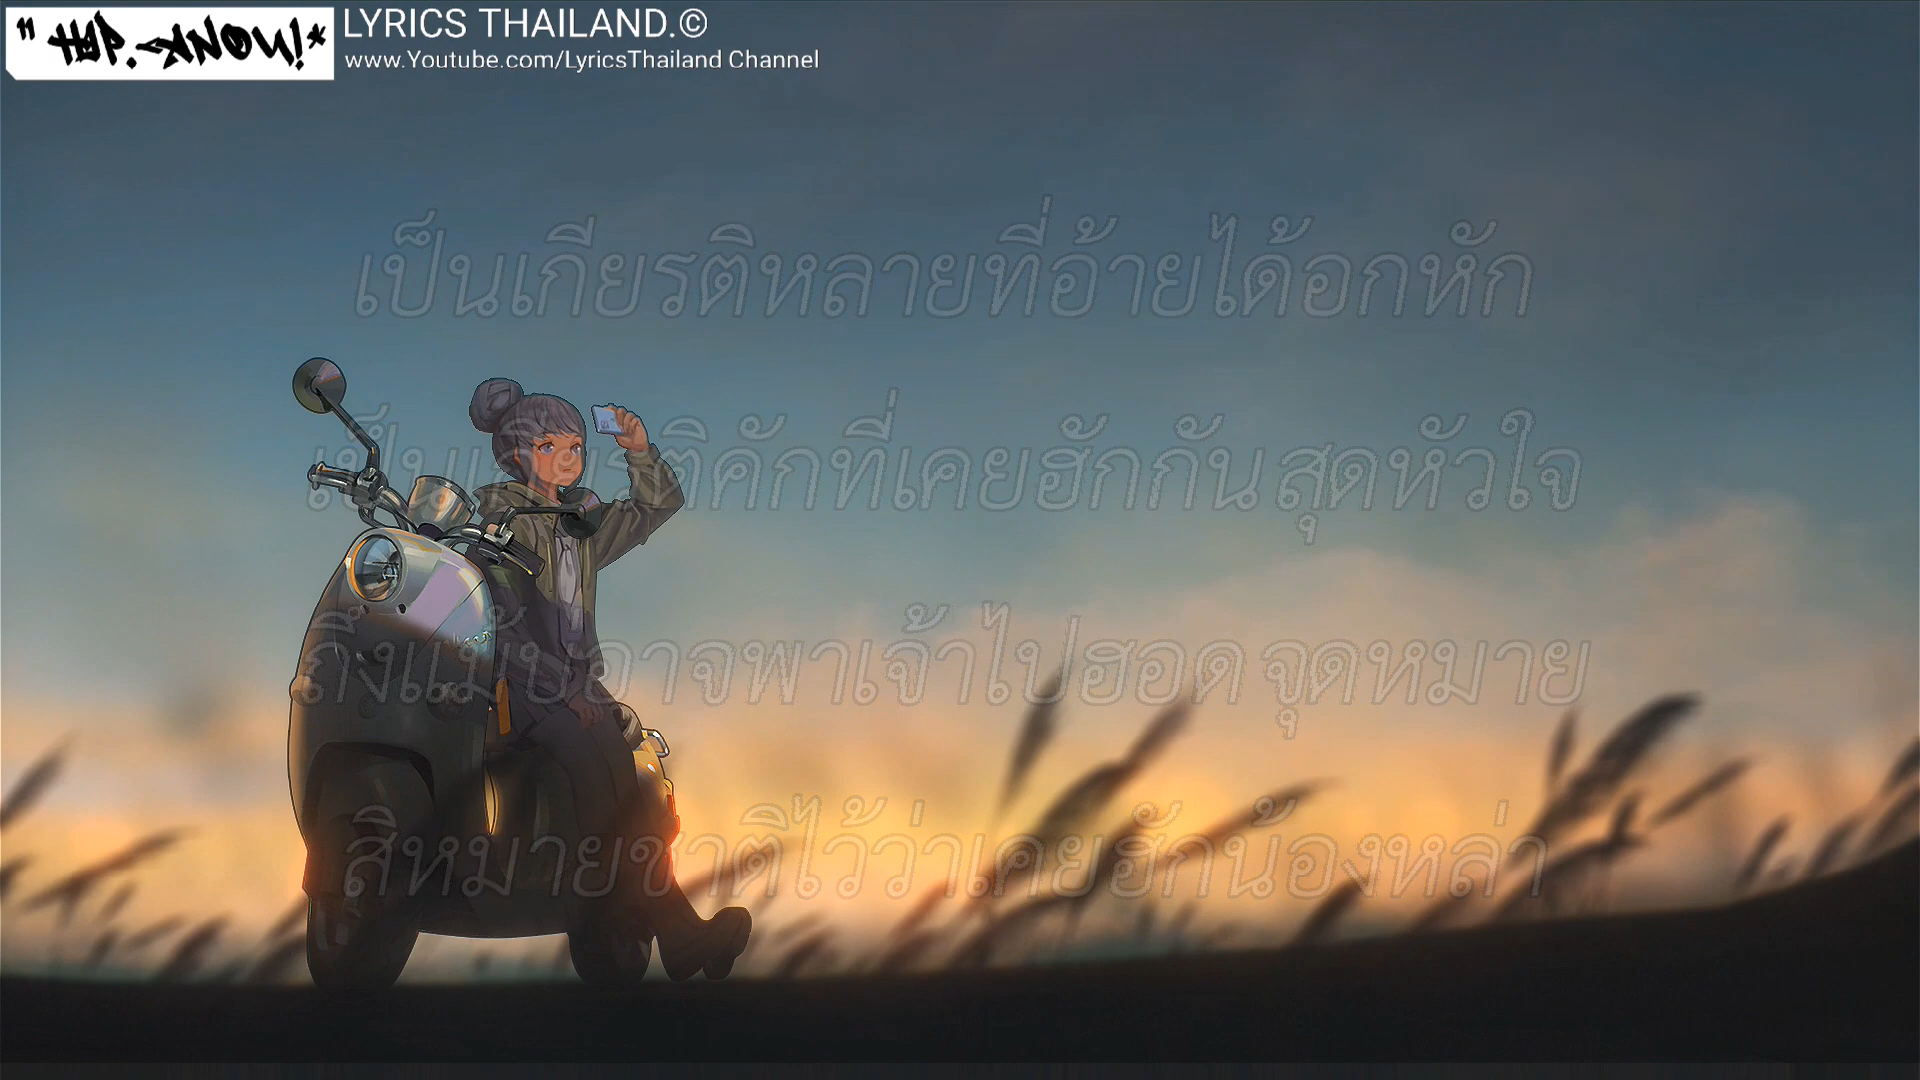 " HYP. KNOW!*
LYRICS THAILAND.©
www.Youtube.com/LyricsThailand Channel
เป็นเกียรติหลายที่อ้ายได้อกหัก
เป็นเกียรติคักที่เคยฮักกันสุดหัวใจ
ถึงแม้บ่อาจพาเจ้าไปฮอดจุดหมาย
สิหมายซาติไว้ว่าเคยฮักน้องหล่า